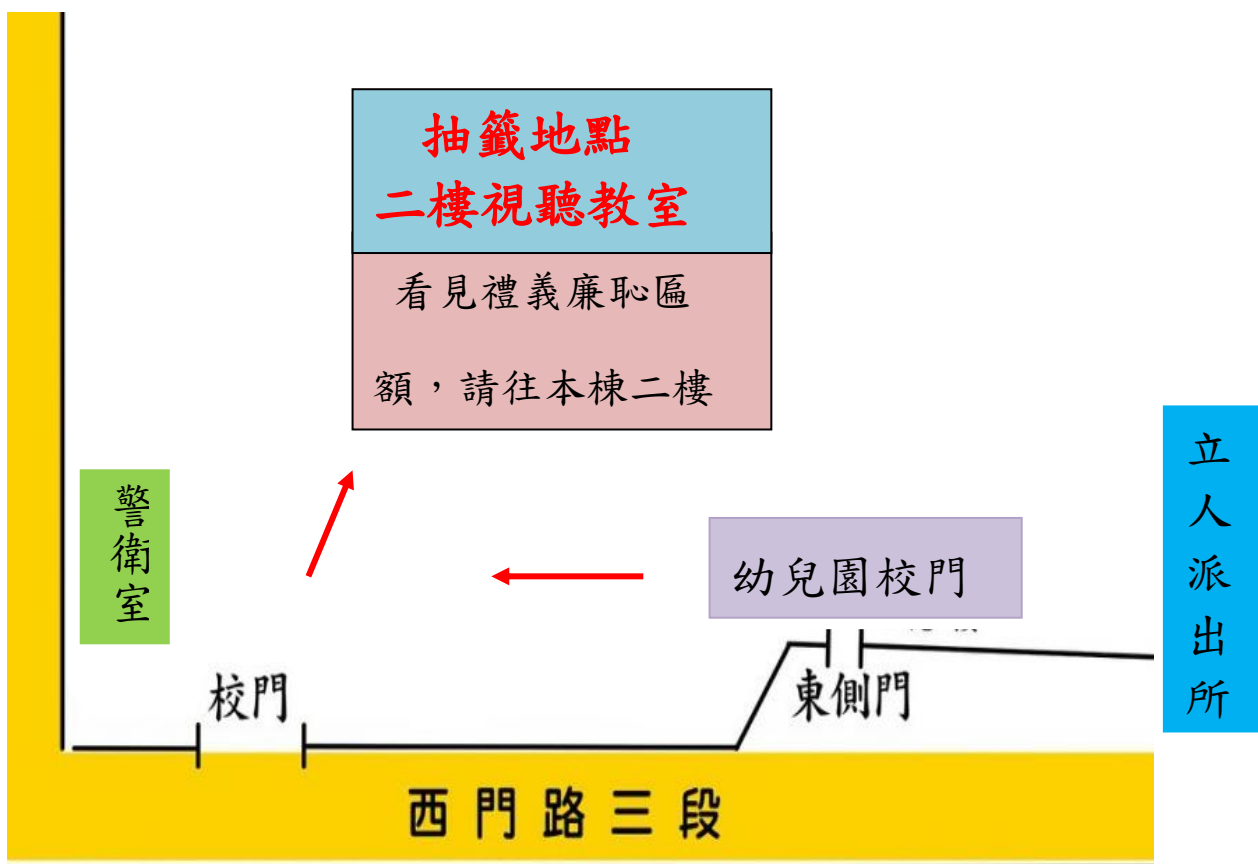 抽籤地點
二樓視聽教室
看見禮義廉恥匾
額,請往本棟二樓
立人派出所
警衛室
幼兒園校門
校門
東側門
西門路三段